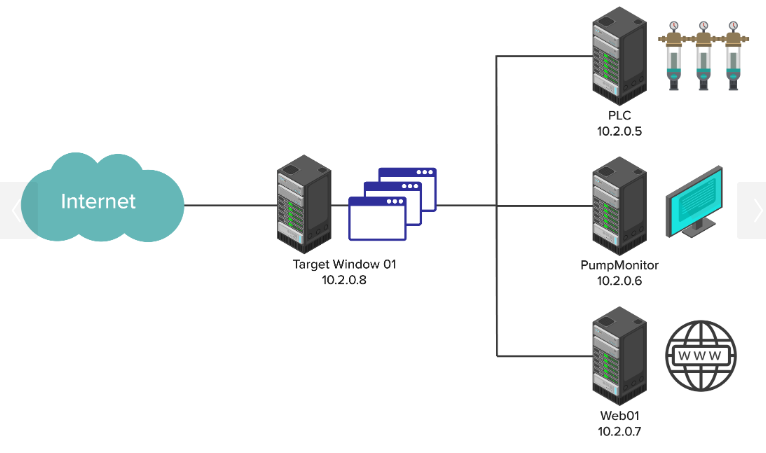 Internet
Target Window 01
10.2.0.8
PLC
10.2.0.5
PumpMonitor
10.2.0.6
WWW
Web01
10.2.0.7